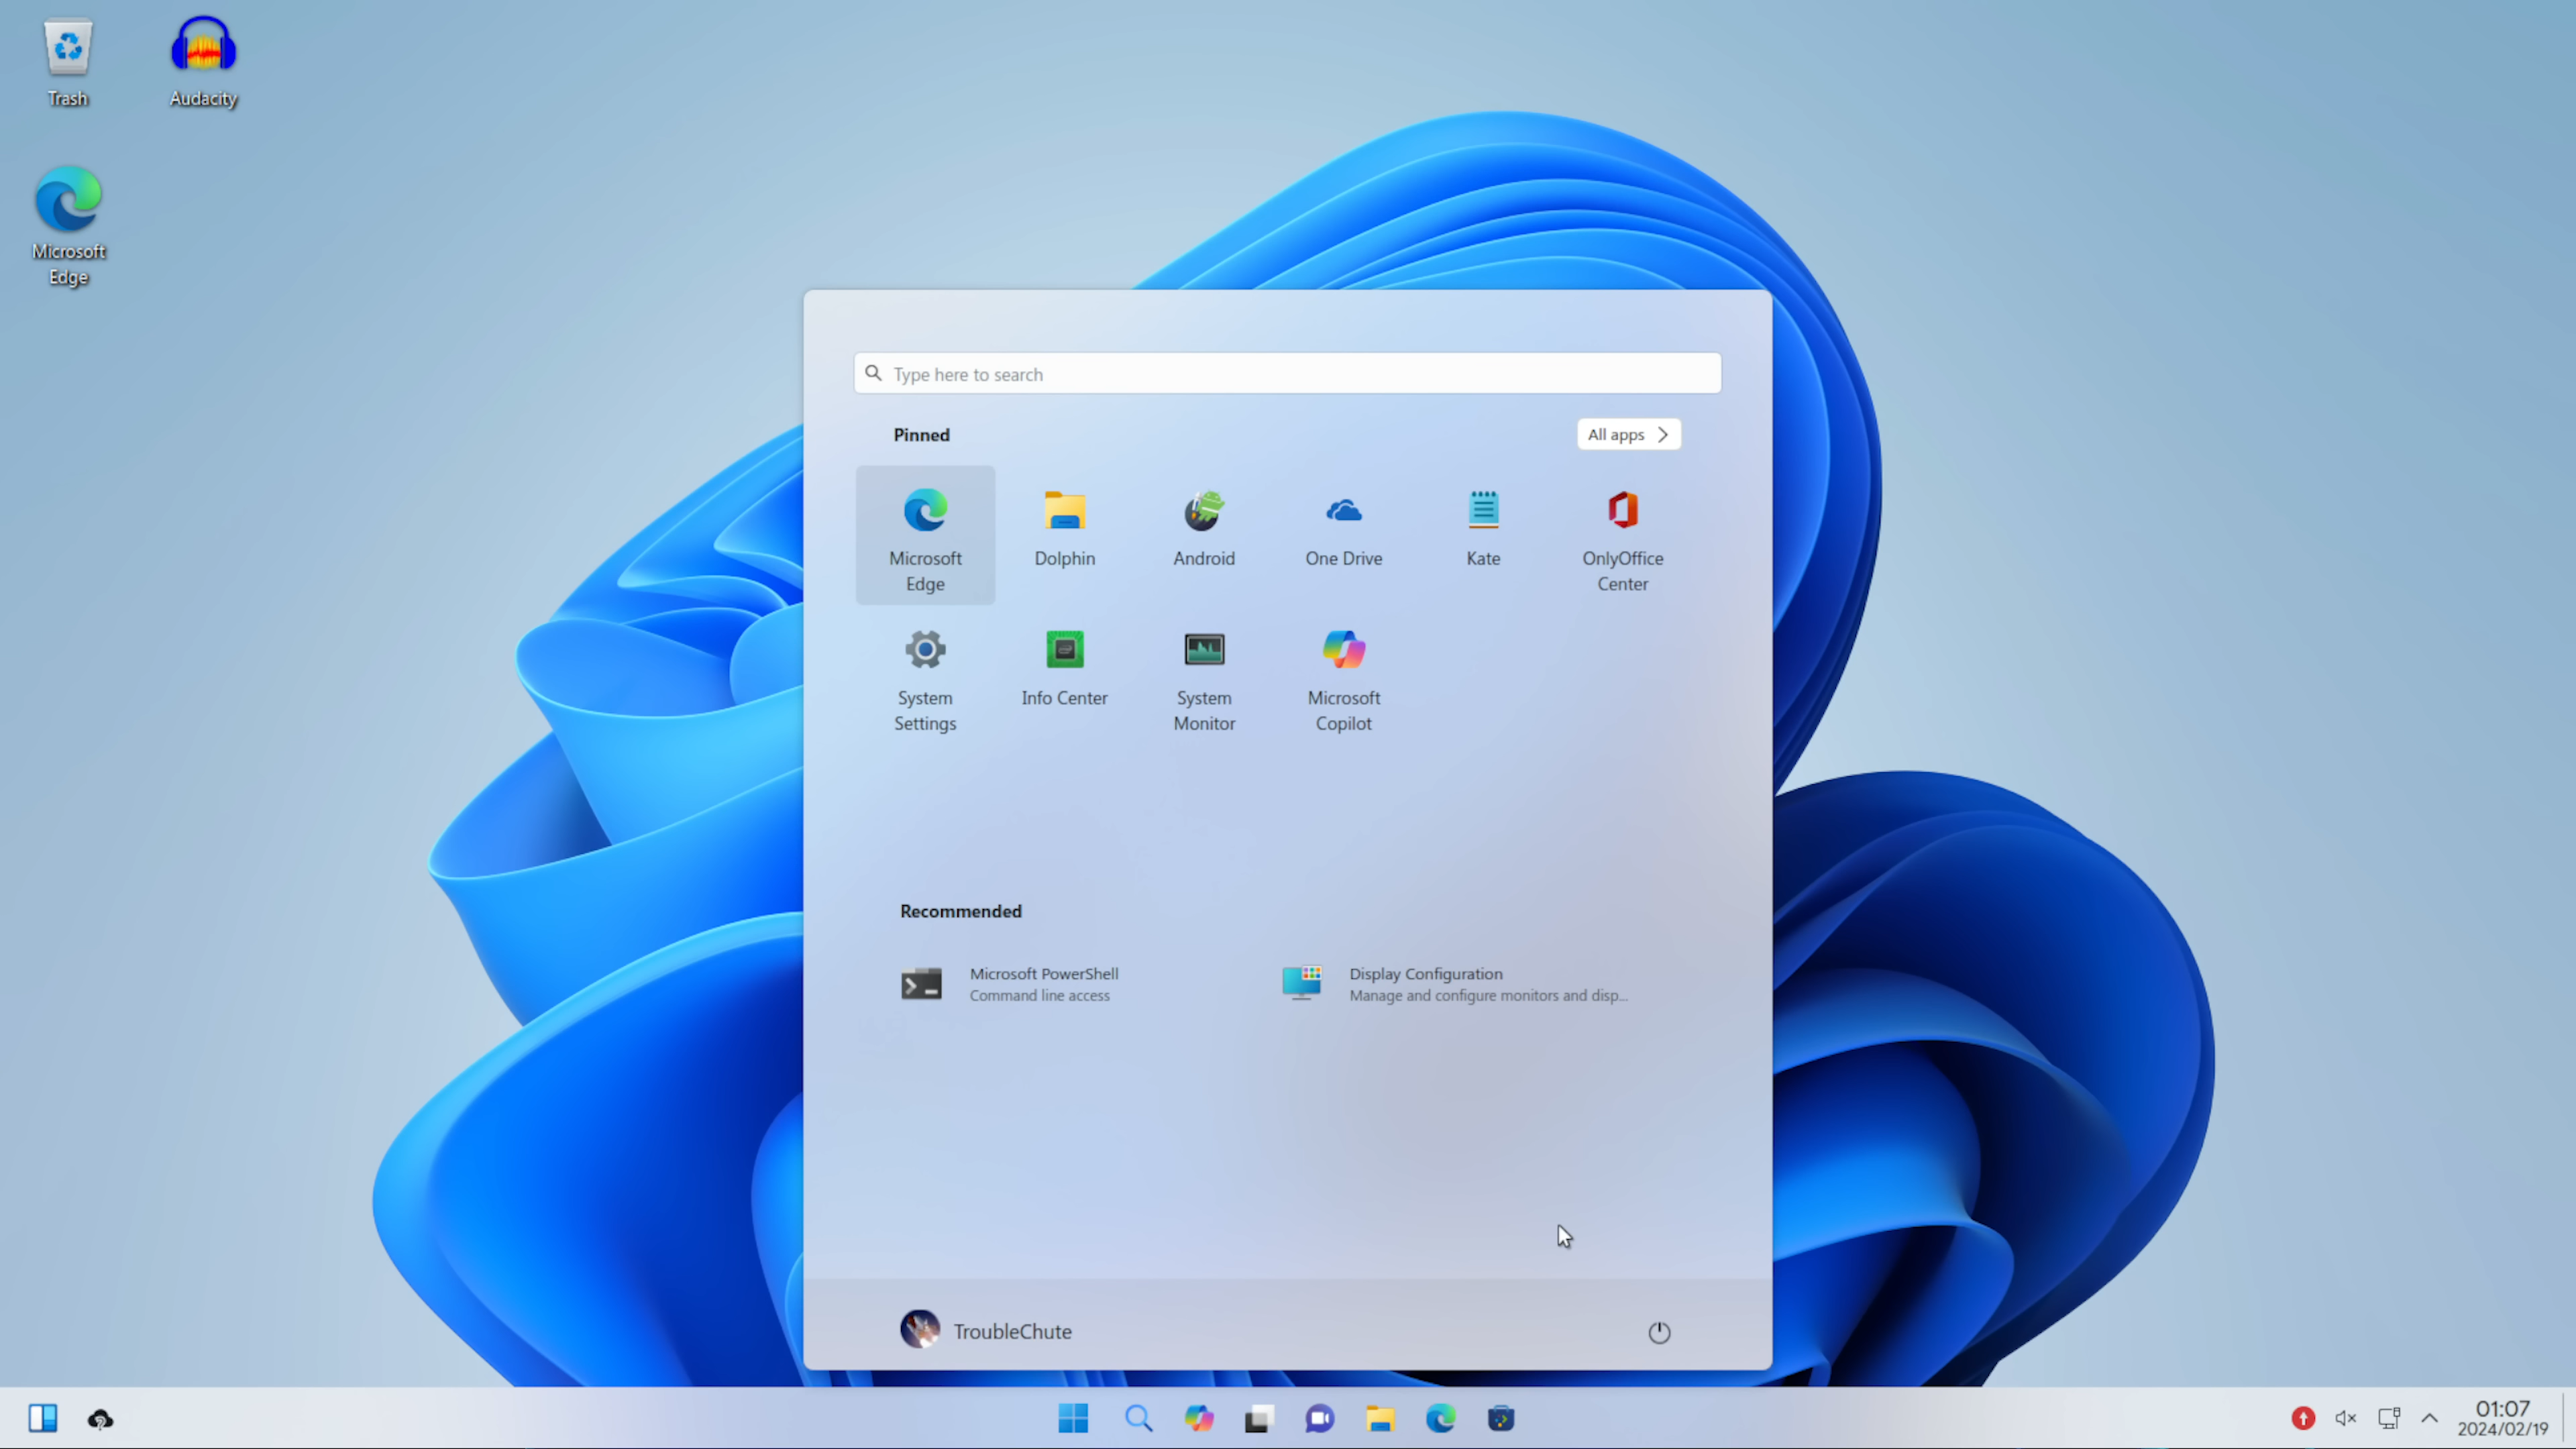 Trash
Audacity
Microsoft
Edge
Type here to search
Pinned
All apps
Microsoft
Edge
Dolphin
Android
One Drive
Kate
OnlyOffice
Center
System
Settings
Info Center
System
Monitor
Microsoft
Copilot
Recommended
Microsoft PowerShell
Command line access
Display Configuration
Manage and configure monitors and disp...
TroubleChute
01:07
2024/02/19